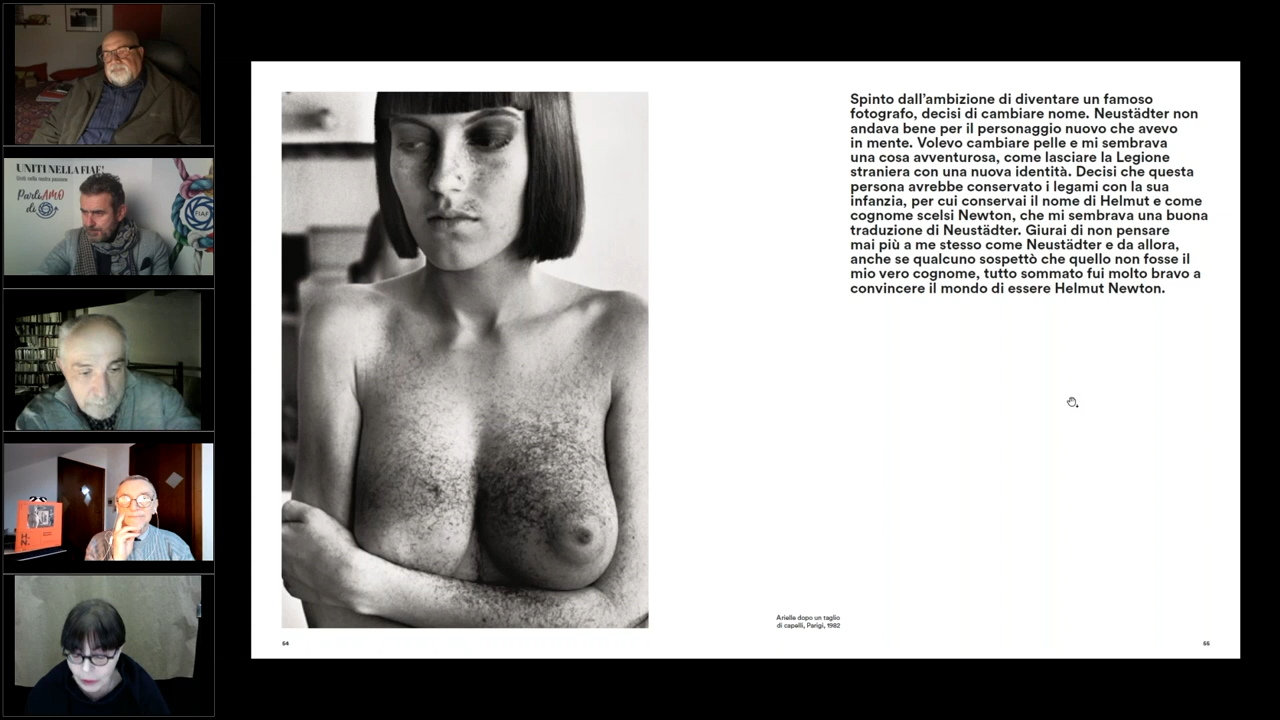 UNITI NELLA FIAF!
Uniti nella nostra passione
ParliAMO
di
FIAF
Spinto dall'ambizione di diventare un famoso
fotografo, decisi di cambiare nome. Neustädter non
andava bene per il personaggio nuovo che avevo
in mente. Volevo cambiare pelle e mi sembrava
una cosa avventurosa, come lasciare la Legione
straniera con una nuova identità. Decisi che questa
persona avrebbe conservato i legami con la sua
infanzia, per cui conservai il nome di Helmut e come
cognome scelsi Newton, che mi sembrava una buona
traduzione di Neustädter. Giurai di non pensare
mai più a me stesso come Neustädter e da allora,
anche se qualcuno sospettò che quello non fosse il
mio vero cognome, tutto sommato fui molto bravo a
convincere il mondo di essere Helmut Newton.
Arielle dopo un taglio
di capelli, Parigi, 1982
54
55